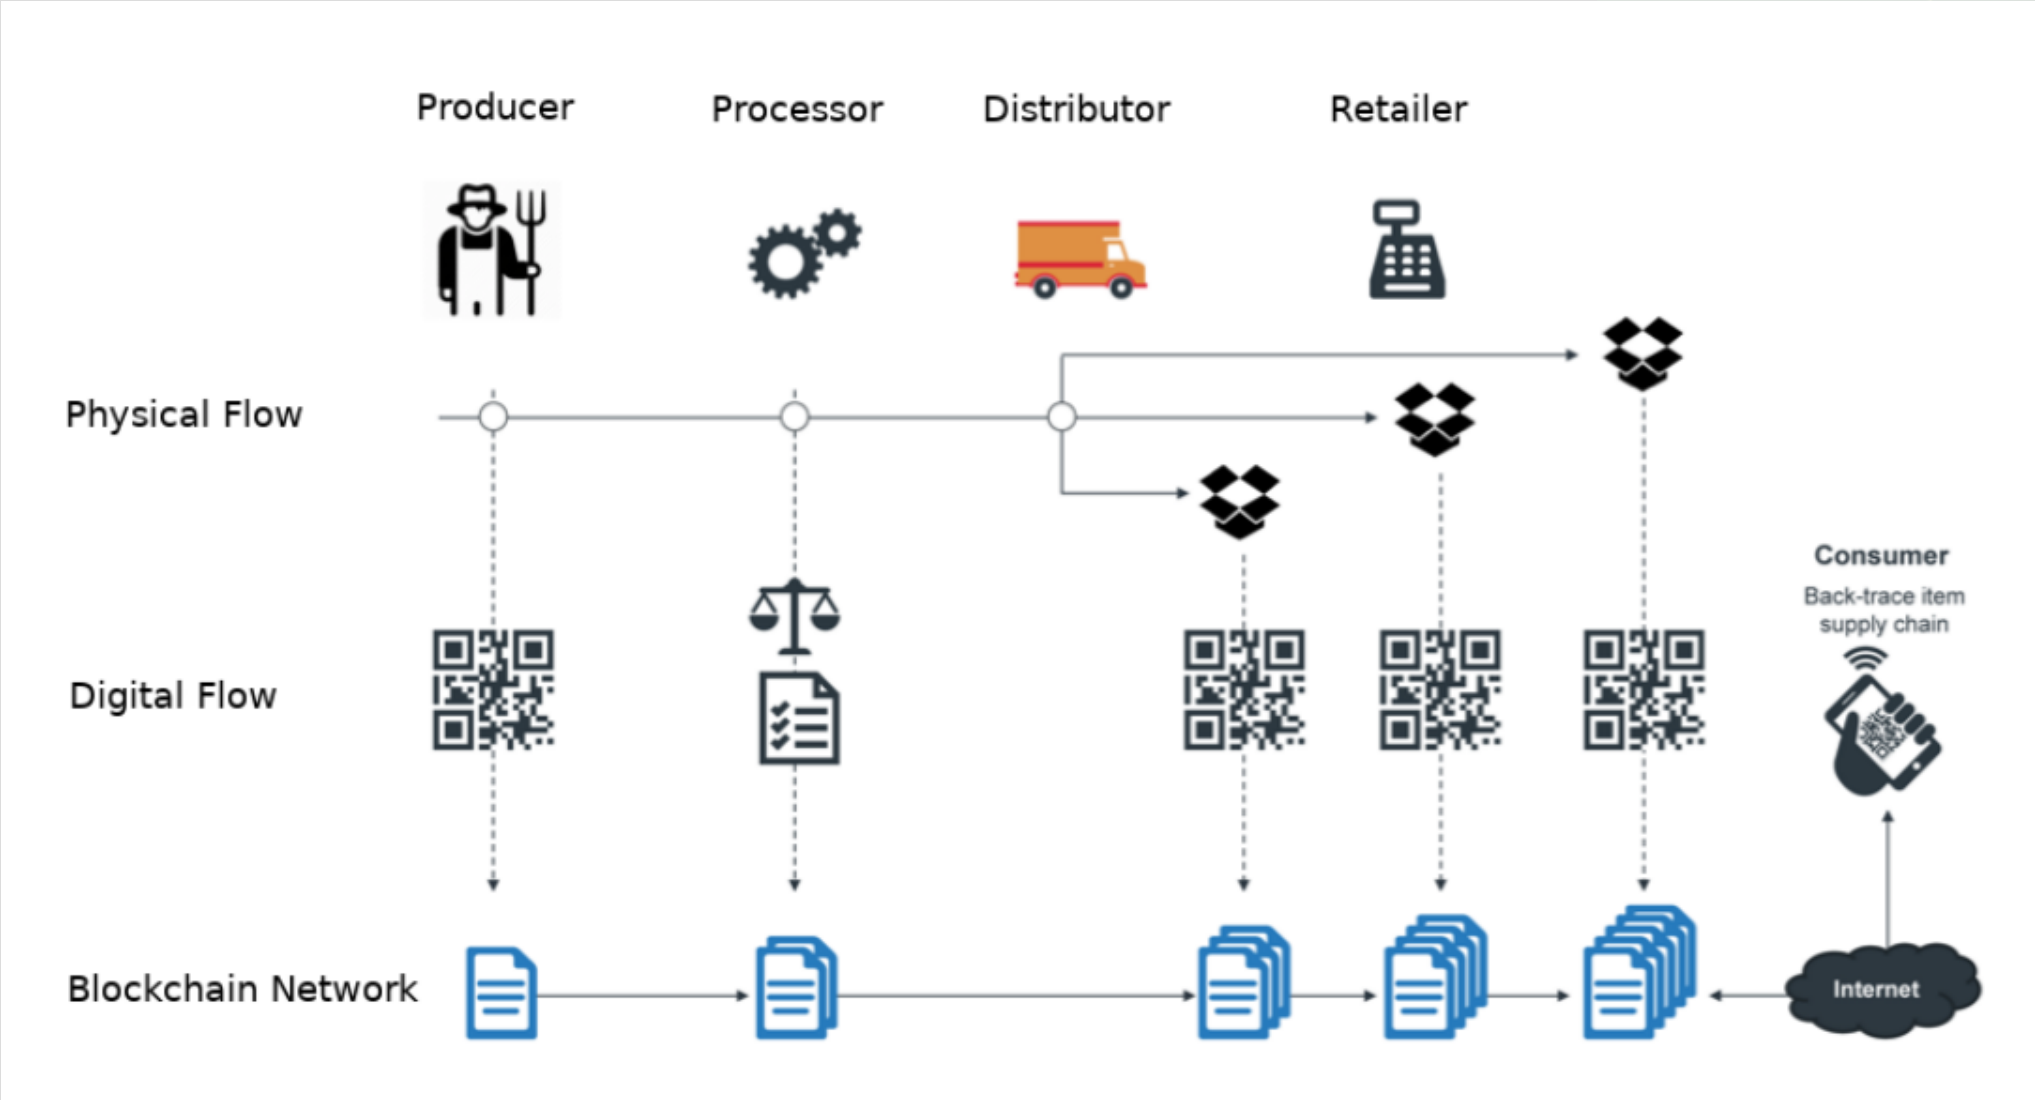 Producer
Processor
Distributor
Retailer
Physical Flow
Consumer
Back-trace item
supply chain
Digital Flow
Blockchain Network
Internet